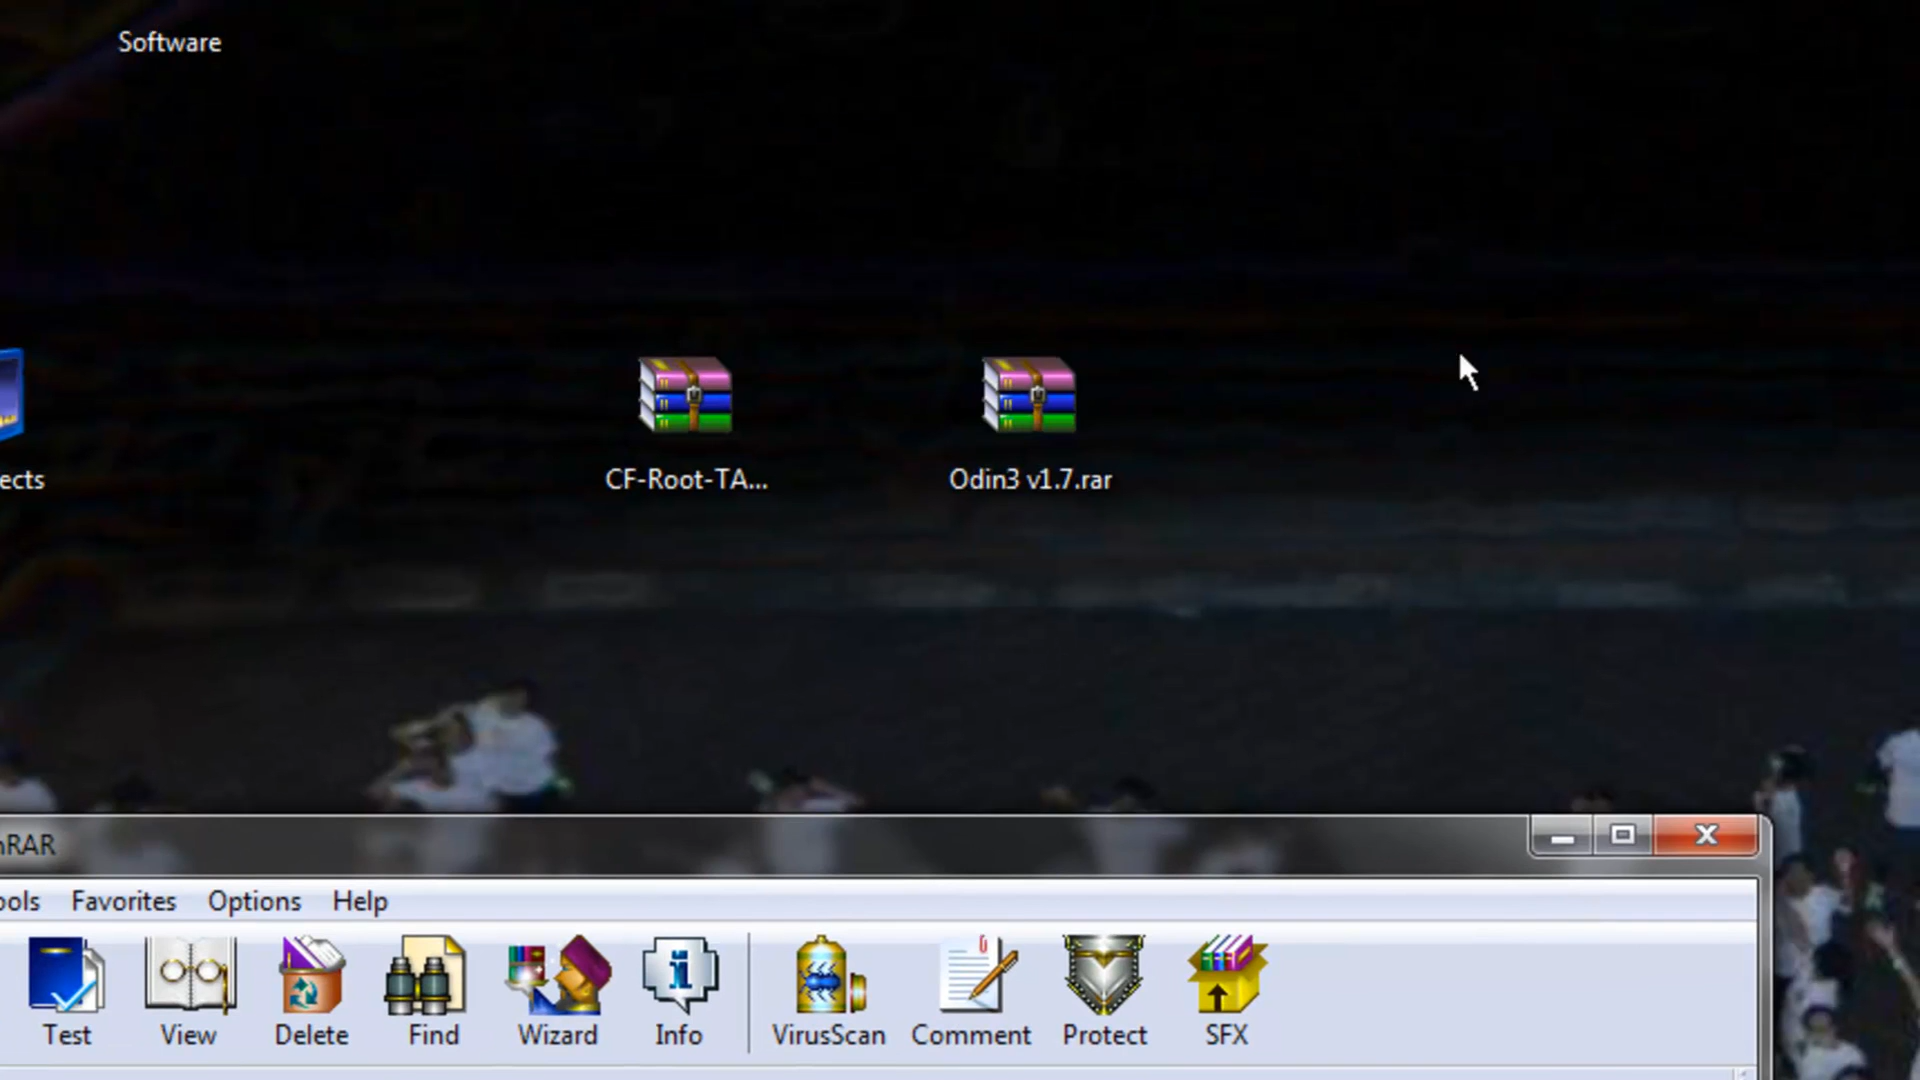 Software
ects
CF-Root-TA...
Odin3 v1.7.rar
nRAR
ools
Favorites
Options
Help
Test
View
Delete
Find
Wizard
Info
VirusScan
Comment
Protect
SFX